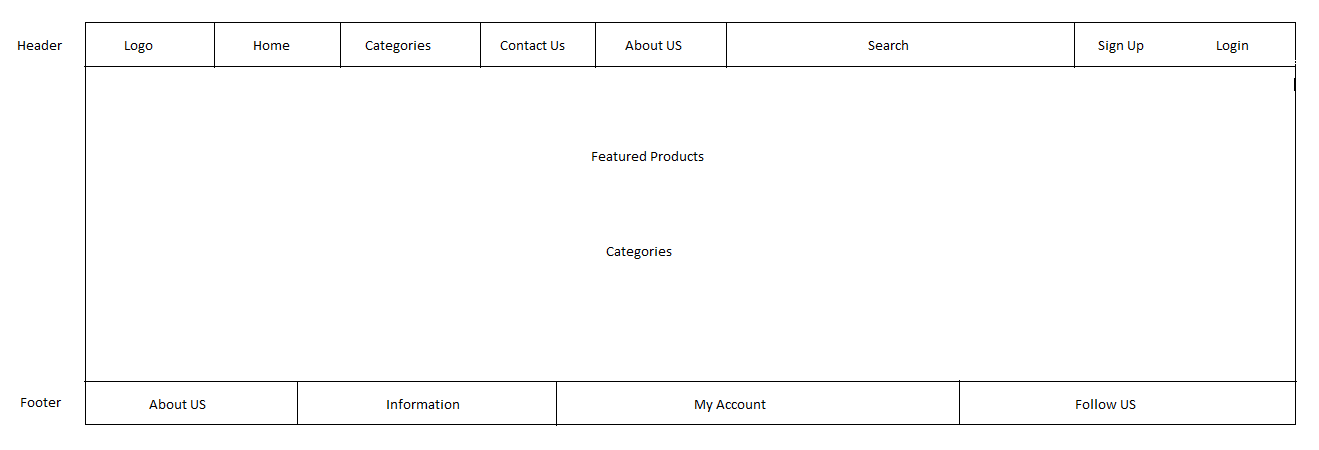 Header Logo Home Categories Contact Us About US Search Sign Up Login
Featured Products
Categories
Footer About US Information My Account Follow US